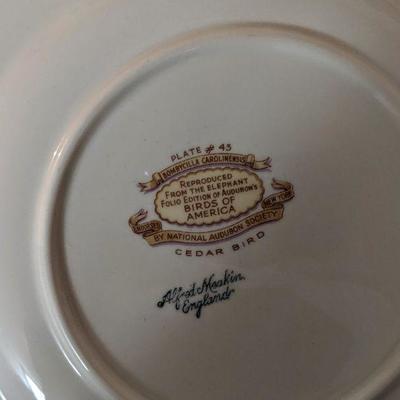 PLATE # 43
BOMBYCILLA CAROLINENSIS
REPRODUCED
FROM THE ELEPHANT
FOLIO EDITION OF AUDUBON'S
BIRDS OF
AMERICA
NEW YORK
BY NATIONAL AUDUBON SOCIETY
CEDAR BIRD
Alfred Meakin
England